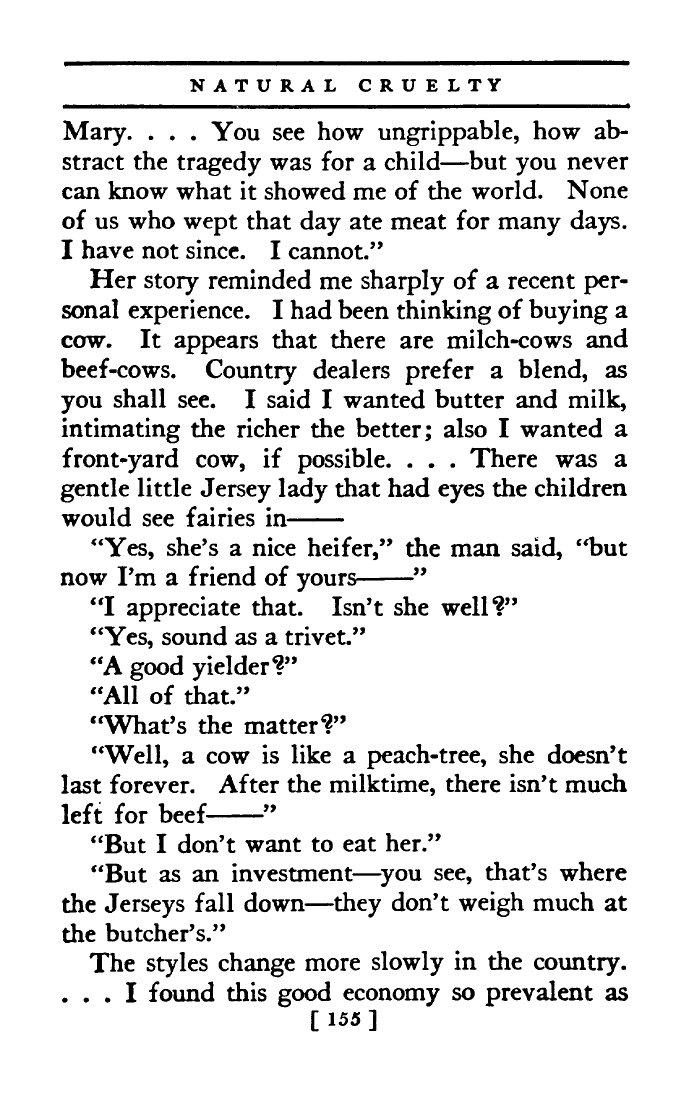 NATURAL CRUELTY
Mary. . . . You see how ungrippable, how ab-
stract the tragedy was for a child—but you never
can know what it showed me of the world. None
of us who wept that day ate meat for many days.
I have not since. I cannot.”
Her story reminded me sharply of a recent per-
sonal experience. I had been thinking of buying a
cow. It appears that there are milch-cows and
beef-cows. Country dealers prefer a blend, as
you shall see. I said I wanted butter and milk,
intimating the richer the better; also I wanted a
front-yard cow, if possible. . . . There was a
gentle little Jersey lady that had eyes the children
would see fairies in——
“Yes, she’s a nice heifer,” the man said, “but
now I’m a friend of yours——”
“I appreciate that. Isn’t she well?”
“Yes, sound as a trivet.”
“A good yielder?”
“All of that.”
“What’s the matter?”
“Well, a cow is like a peach-tree, she doesn’t
last forever. After the milktime, there isn’t much
left for beef——”
“But I don’t want to eat her.”
“But as an investment—you see, that’s where
the Jerseys fall down—they don’t weigh much at
the butcher’s.”
The styles change more slowly in the country.
. . . I found this good economy so prevalent as
[ 155 ]